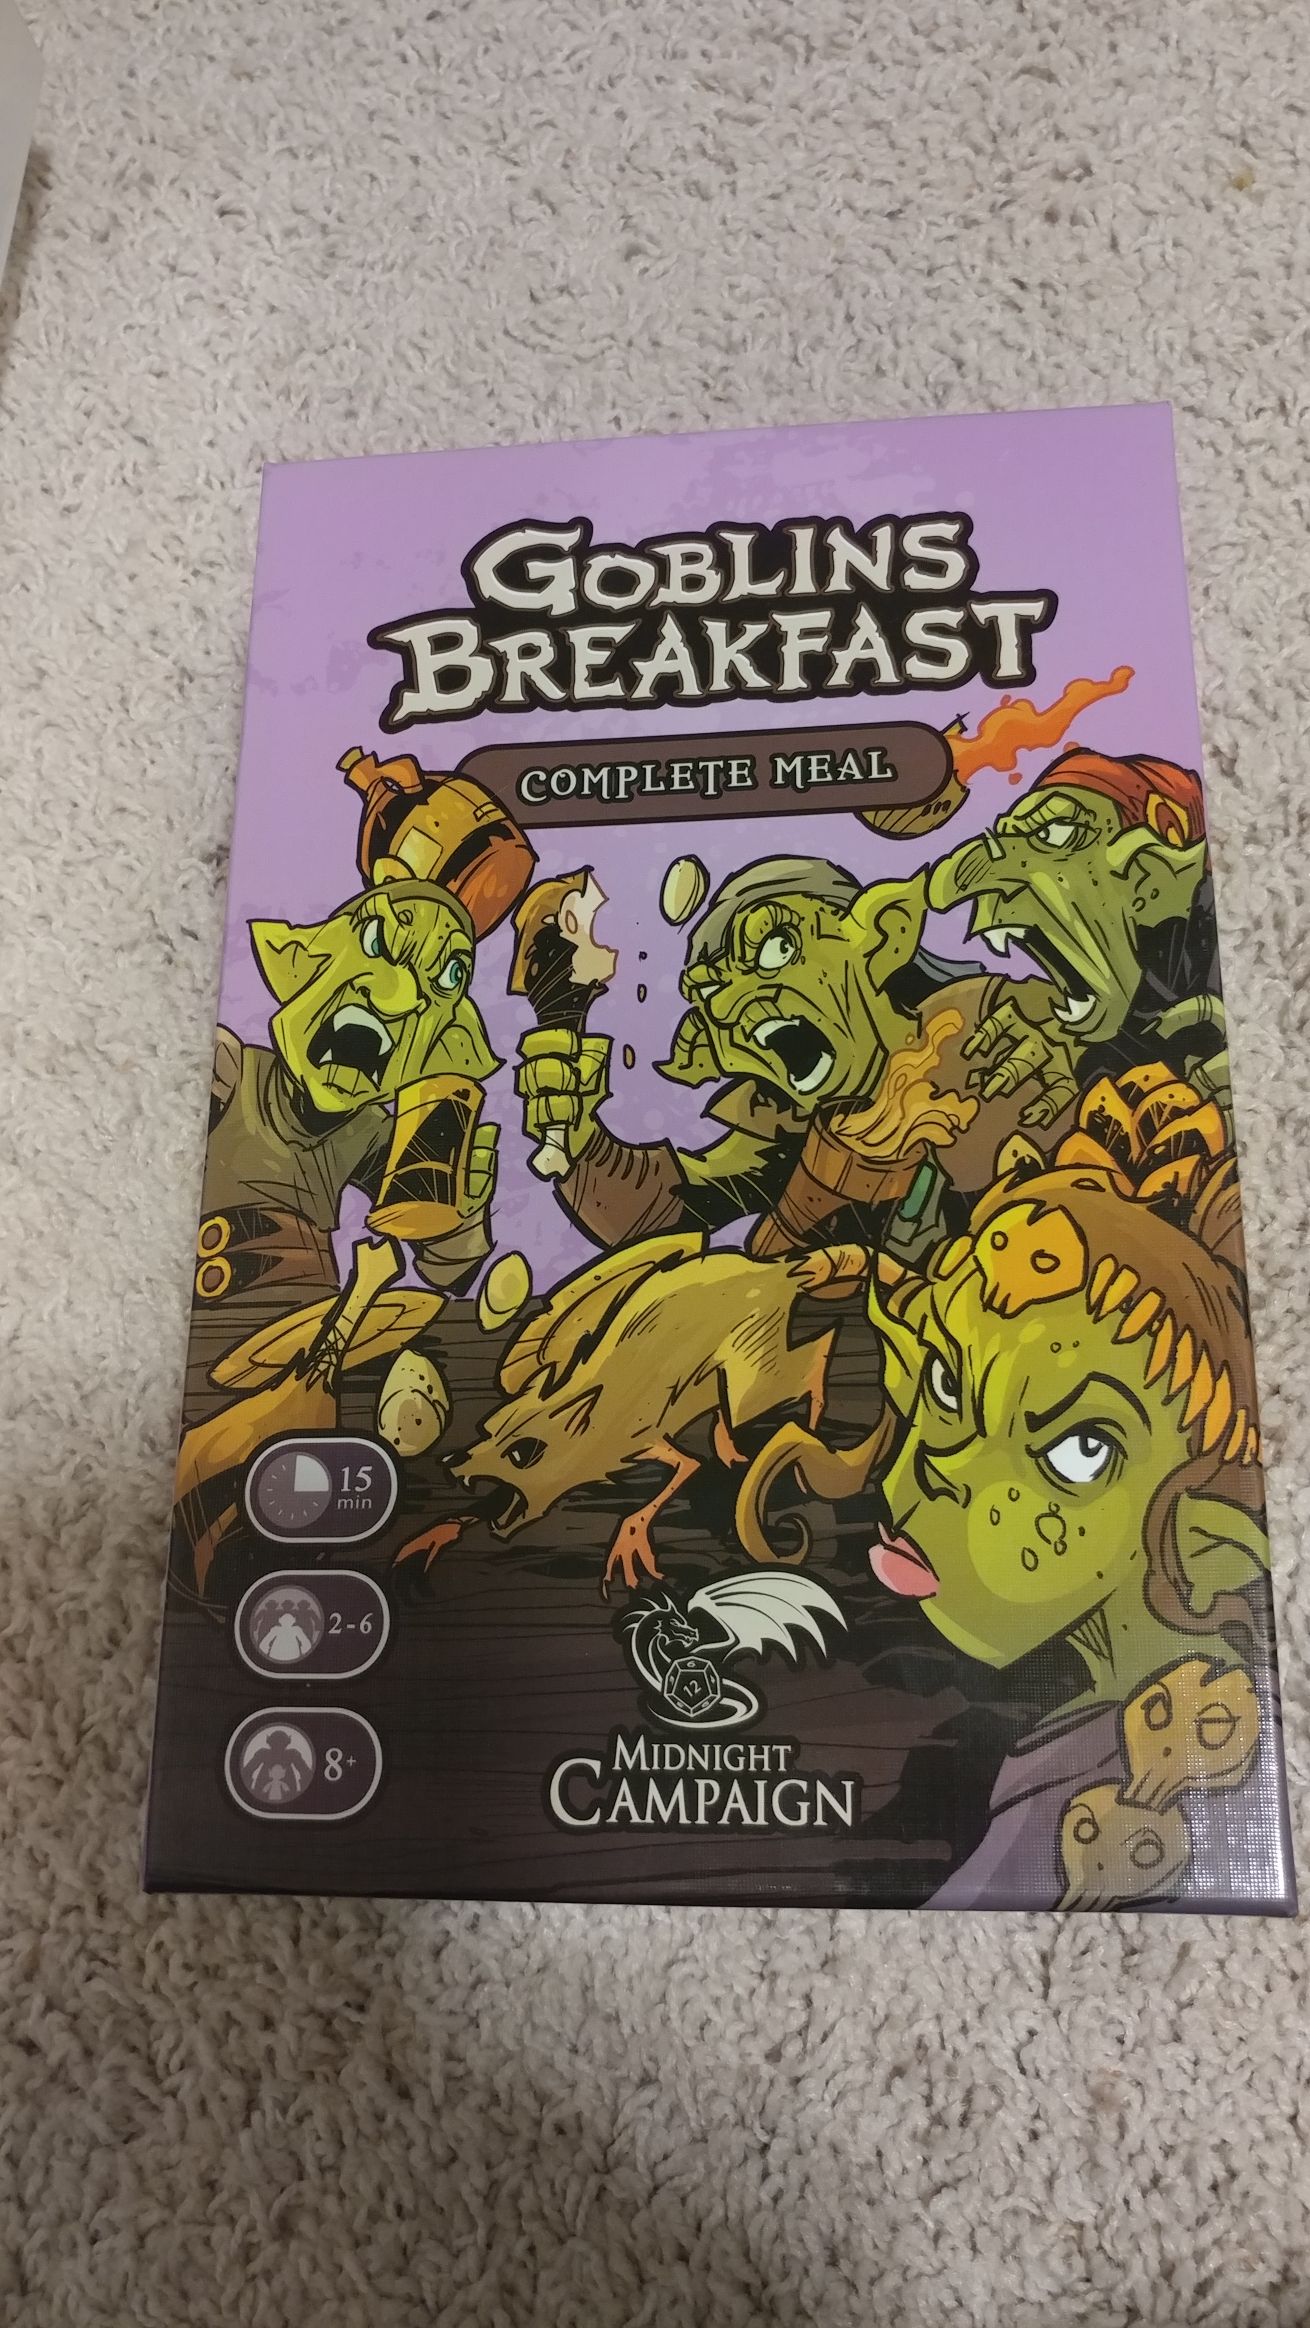 GOBLINS
BREAKFAST
COMPLETE MEAL
15
min
2-6
8+
12
MIDNIGHT
CAMPAIGN